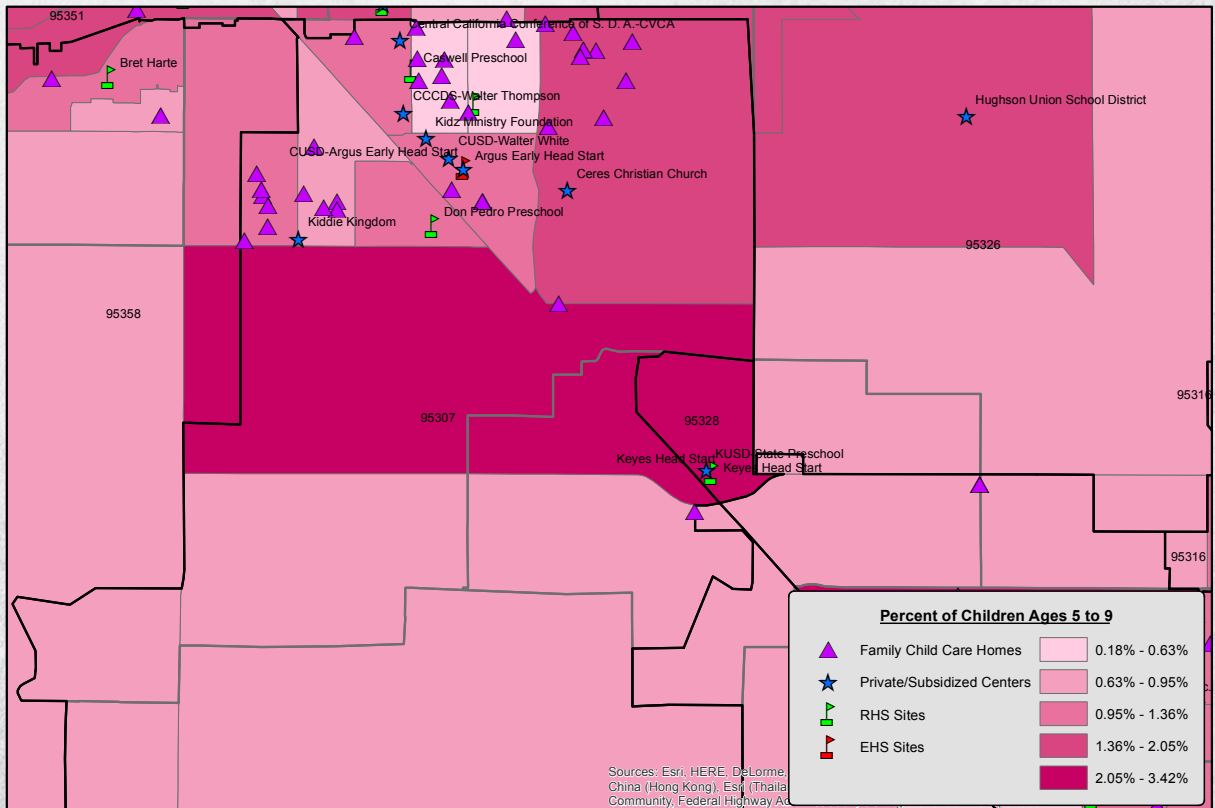 95351
Central California Conference of S. D. A.-CVCA
Bret Harte
Caswell Preschool
CCCDS-Walter Thompson
Hughson Union School District
Kidz Ministry Foundation
CUSD-Walter White
CUSD-Argus Early Head Start
Argus Early Head Start
Ceres Christian Church
Don Pedro Preschool
Kiddie Kingdom
95326
95358
95316
95307
95328
Keyes Head Start
KUSD-State Preschool
Keyes Head Start
95316
Percent of Children Ages 5 to 9
Family Child Care Homes
0.18% - 0.63%
Private/Subsidized Centers
0.63% - 0.95%
RHS Sites
0.95% - 1.36%
EHS Sites
1.36% - 2.05%
2.05% - 3.42%
Sources: Esri, HERE, DeLorme,
China (Hong Kong), Esri (Thaila
Community, Federal Highway Ad